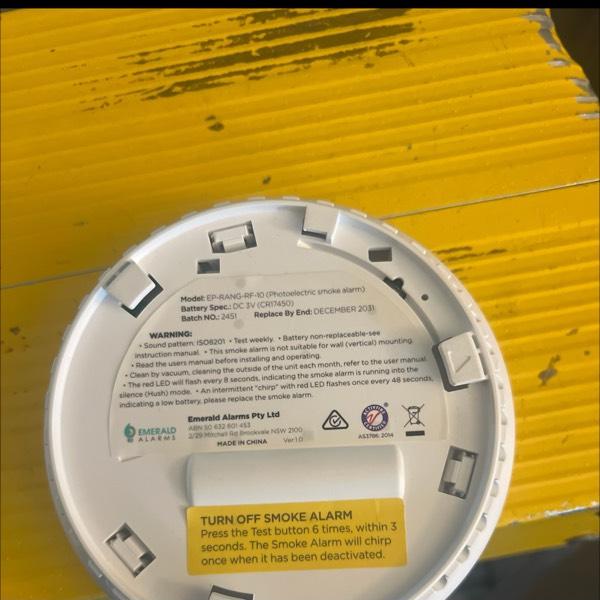 Model: EP-RANG-RF-10 (Photoelectric smoke alarm)
Battery Spec.: DC 3V (CR17450)
Batch NO.: 2451 Replace By End: DECEMBER 2031
WARNING:
• Sound pattern: ISO8201 • Test weekly. • Battery non-replaceable-see
instruction manual. • This smoke alarm is not suitable for wall (vertical) mounting.
• Read the users manual before installing and operating.
• Clean by vacuum, cleaning the outside of the unit each month, refer to the user manual.
• The red LED will flash every 8 seconds, indicating the smoke alarm is running into the
silence (Hush) mode. • An intermittent "chirp" with red LED flashes once every 48 seconds,
indicating a low battery, please replace the smoke alarm.
EMERALD
ALARMS
Emerald Alarms Pty Ltd
ABN 50 632 601 453
2/29 Mitchell Rd Brookvale NSW 2100
MADE IN CHINA Ver:1.0
AS3786: 2014
TURN OFF SMOKE ALARM
Press the Test button 6 times, within 3
seconds. The Smoke Alarm will chirp
once when it has been deactivated.